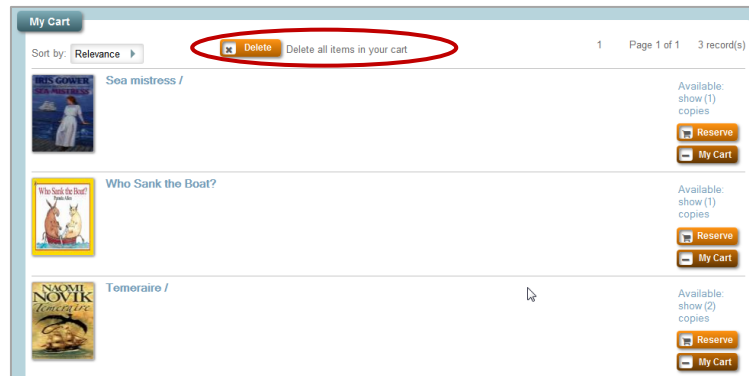 My Cart
Sort by: Relevance
Delete Delete all items in your cart
1 Page 1 of 1 3 record(s)
IRIS GOWER
SEA MISTRESS
Sea mistress /
Available:
show (1)
copies
Reserve
My Cart
Who Sank the Boat?
Pamela Allen
Who Sank the Boat?
Available:
show (1)
copies
Reserve
My Cart
NAOMI
NOVIK
Temeraire
Temeraire /
Available:
show (2)
copies
Reserve
My Cart